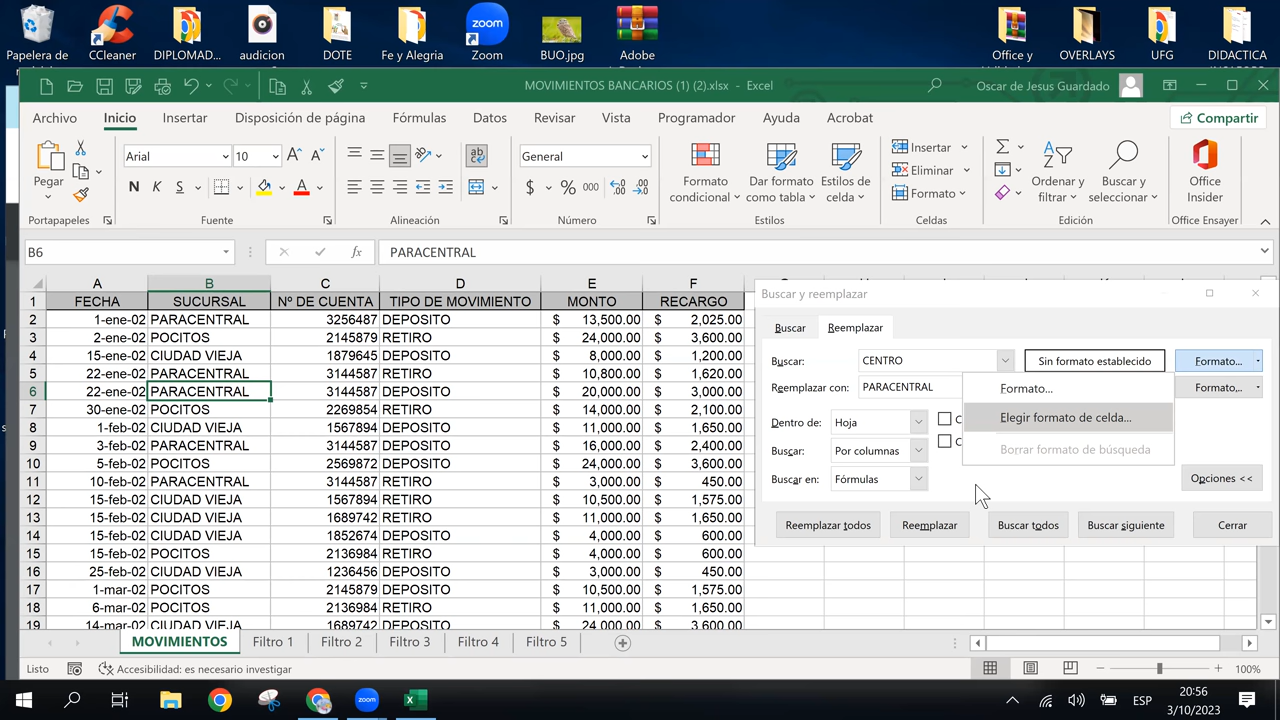 Papelera de
CCleaner
DIPLOMAD...
audicion
DOTE
Fe y Alegria
Zoom
BUO.jpg
Adobe
Office y
OVERLAYS
UFG
DIDACTICA
zoom
MOVIMIENTOS BANCARIOS (1) (2).xlsx - Excel
Oscar de Jesus Guardado
Archivo
Inicio
Insertar
Disposición de página
Fórmulas
Datos
Revisar
Vista
Programador
Ayuda
Acrobat
Compartir
Pegar
Arial
10
General
Formato condicional
Dar formato como tabla
Estilos de celda
Insertar
Eliminar
Formato
Ordenar y filtrar
Buscar y seleccionar
Office Insider
Portapapeles
Fuente
Alineación
Número
Estilos
Celdas
Edición
Office Ensayer
B6
PARACENTRAL
A B C D E F
1 FECHA SUCURSAL Nº DE CUENTA TIPO DE MOVIMIENTO MONTO RECARGO
2 1-ene-02 PARACENTRAL 3256487 DEPOSITO $ 13,500.00 $ 2,025.00
3 2-ene-02 POCITOS 2145879 RETIRO $ 24,000.00 $ 3,600.00
4 15-ene-02 CIUDAD VIEJA 1879645 DEPOSITO $ 8,000.00 $ 1,200.00
5 22-ene-02 PARACENTRAL 3144587 RETIRO $ 10,800.00 $ 1,620.00
6 22-ene-02 PARACENTRAL 3144587 DEPOSITO $ 20,000.00 $ 3,000.00
7 30-ene-02 POCITOS 2269854 RETIRO $ 14,000.00 $ 2,100.00
8 1-feb-02 CIUDAD VIEJA 1567894 DEPOSITO $ 11,000.00 $ 1,650.00
9 3-feb-02 PARACENTRAL 3144587 DEPOSITO $ 16,000.00 $ 2,400.00
10 5-feb-02 CENTRO 2569872 DEPOSITO $ 24,000.00 $ 3,600.00
11 10-feb-02 PARACENTRAL 3144587 RETIRO $ 3,000.00 $ 450.00
12 15-feb-02 CIUDAD VIEJA 1567894 RETIRO $ 10,500.00 $ 1,575.00
13 15-feb-02 CIUDAD VIEJA 1689742 RETIRO $ 11,000.00 $ 1,650.00
14 15-feb-02 CIUDAD VIEJA 1852674 DEPOSITO $ 4,000.00 $ 600.00
15 15-feb-02 POCITOS 2136984 RETIRO $ 4,000.00 $ 600.00
16 25-feb-02 CIUDAD VIEJA 1236456 DEPOSITO $ 3,000.00 $ 450.00
17 1-mar-02 POCITOS 2145879 RETIRO $ 10,500.00 $ 1,575.00
18 6-mar-02 POCITOS 2136984 RETIRO $ 11,000.00 $ 1,650.00
19 14-mar-02 CIUDAD VIEJA 1689742 DEPOSITO $ 24,000.00 $ 3,600.00
Buscar y reemplazar
Buscar
Reemplazar
Buscar: CENTRO
Sin formato establecido
Formato...
Reemplazar con: PARACENTRAL
Formato...
Formato...
Elegir formato de celda...
Borrar formato de búsqueda
Dentro de: Hoja
Buscar: Por columnas
Buscar en: Fórmulas
Opciones <<
Reemplazar todos
Reemplazar
Buscar todos
Buscar siguiente
Cerrar
MOVIMIENTOS
Filtro 1
Filtro 2
Filtro 3
Filtro 4
Filtro 5
Listo
Accesibilidad: es necesario investigar
100%
ESP
20:56
3/10/2023